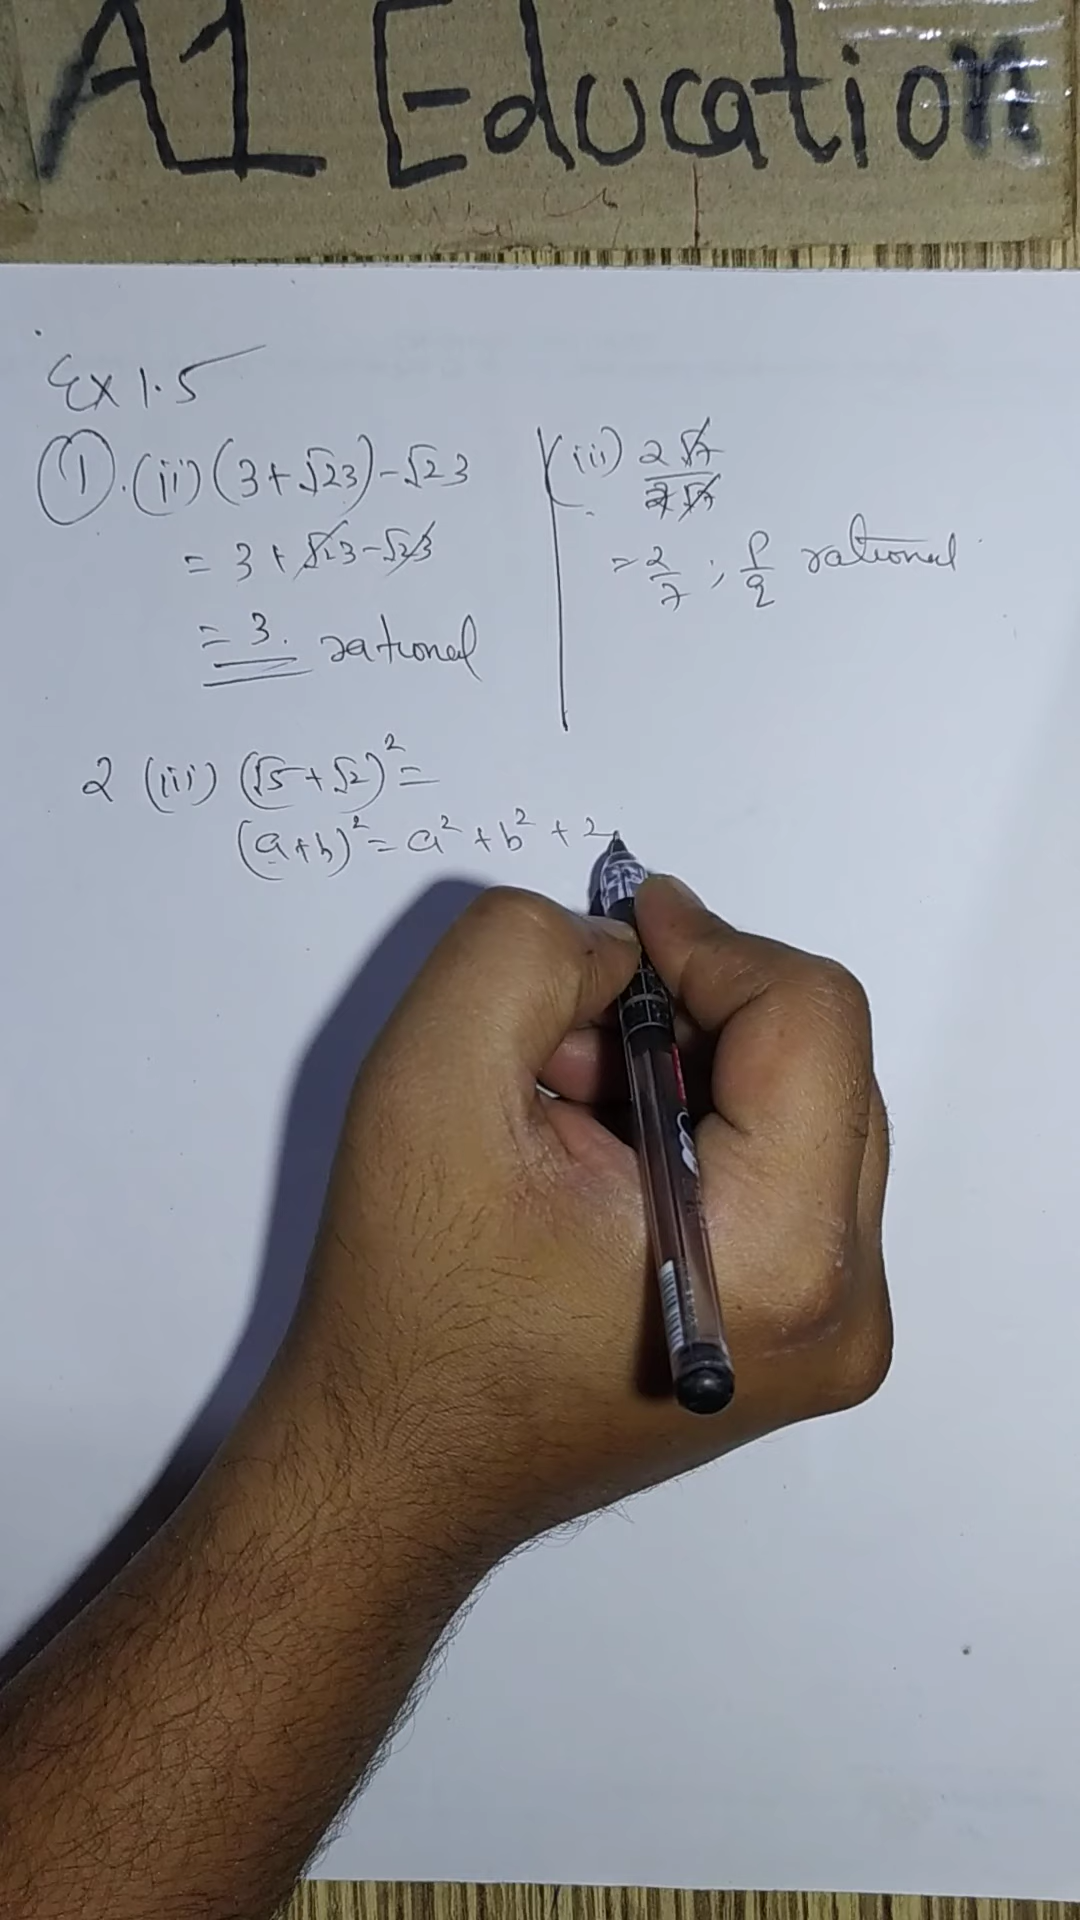 A1 Education
Ex 1.5
①. (ii) (3+√23)-√23
= 3+√23-√23
= 3. rational
(iii) 2√7/7√7
= 2/7 ; p/q rational
2 (iii) (√5+√2)²=
(a+b)²= a²+b²+2